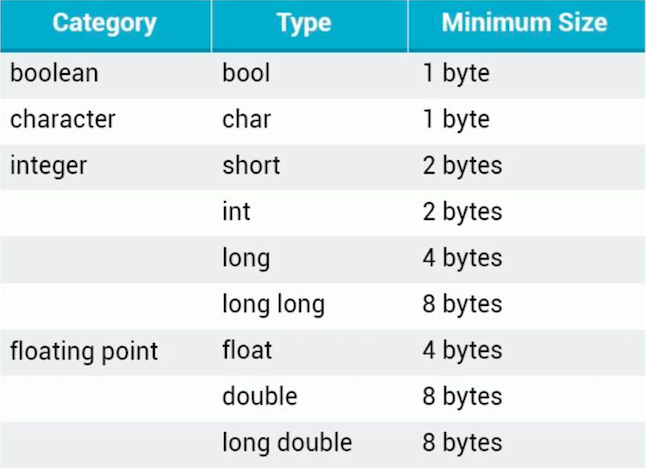 Category Type Minimum Size
boolean bool 1 byte
character char 1 byte
integer short 2 bytes
int 2 bytes
long 4 bytes
long long 8 bytes
floating point float 4 bytes
double 8 bytes
long double 8 bytes